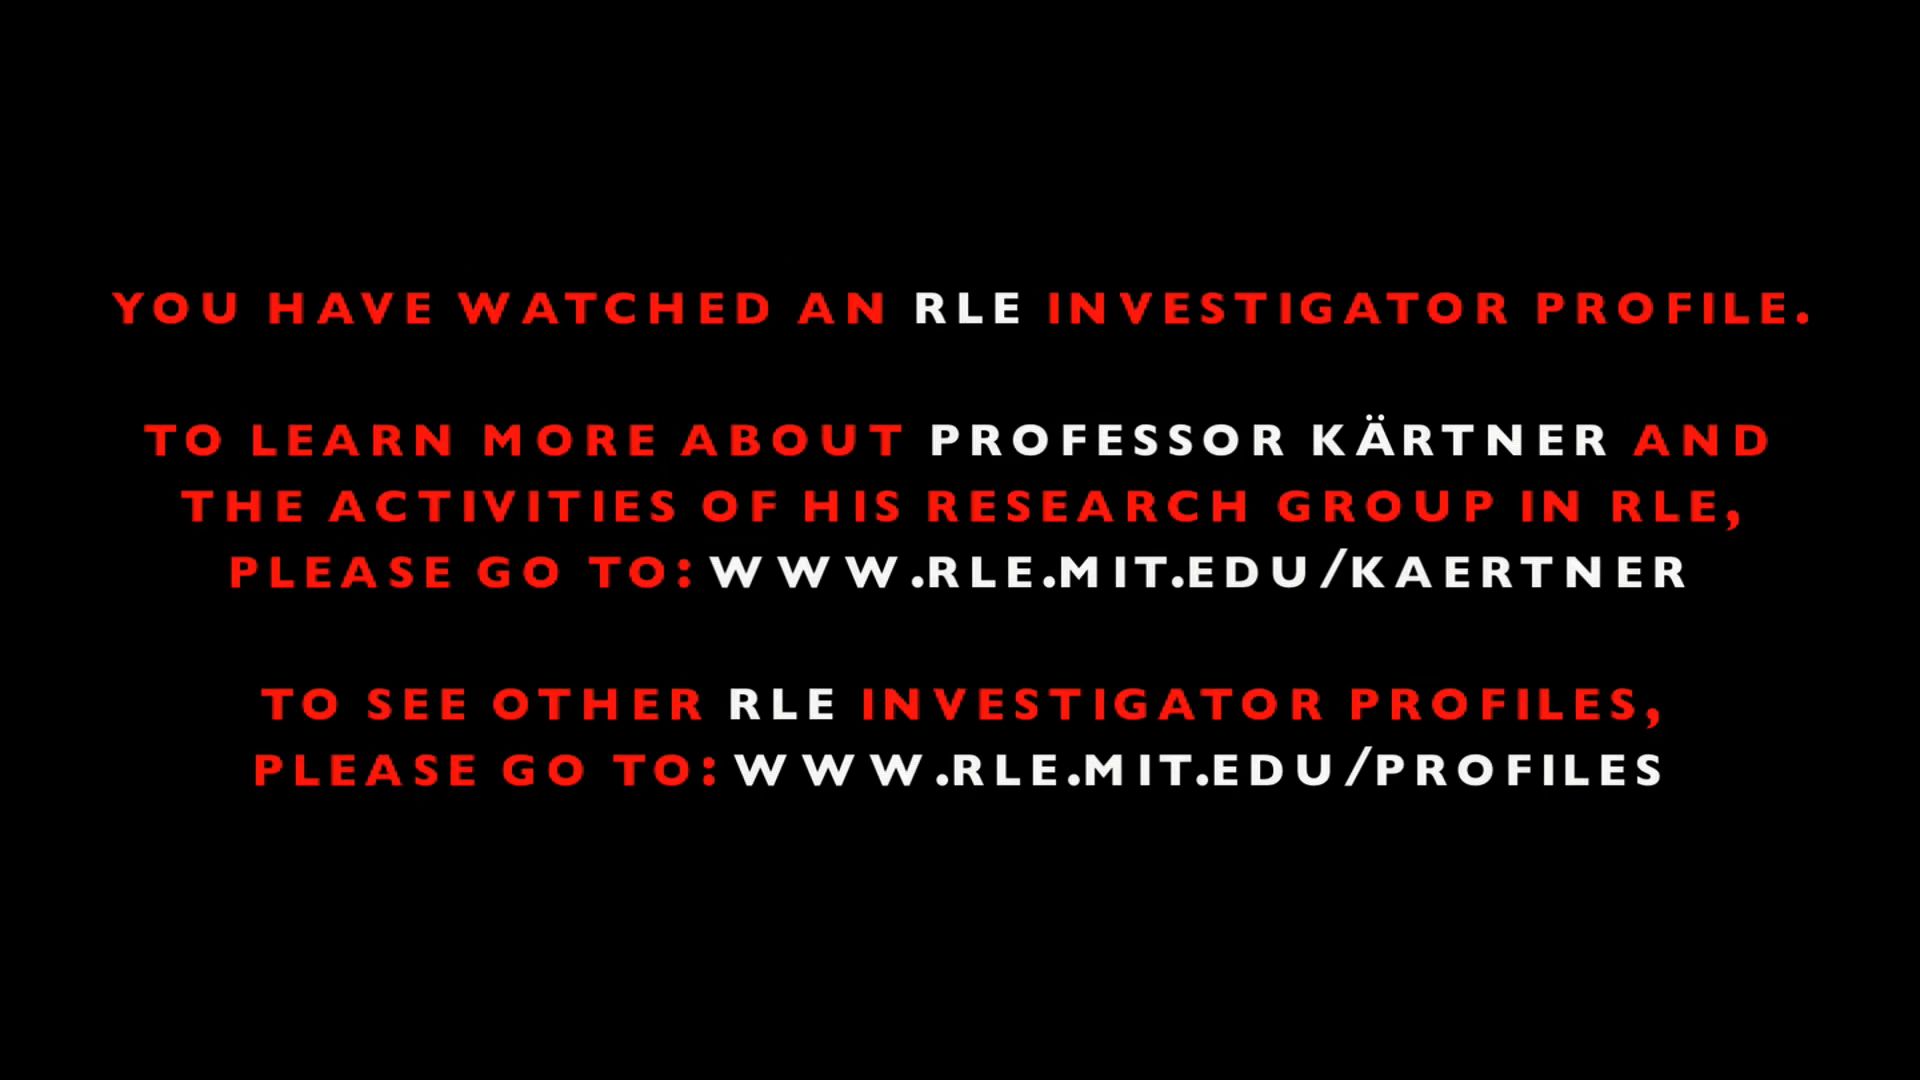 YOU HAVE WATCHED AN RLE INVESTIGATOR PROFILE.
TO LEARN MORE ABOUT PROFESSOR KÄRTNER AND
THE ACTIVITIES OF HIS RESEARCH GROUP IN RLE,
PLEASE GO TO: WWW.RLE.MIT.EDU/KAERTNER
TO SEE OTHER RLE INVESTIGATOR PROFILES,
PLEASE GO TO: WWW.RLE.MIT.EDU/PROFILES